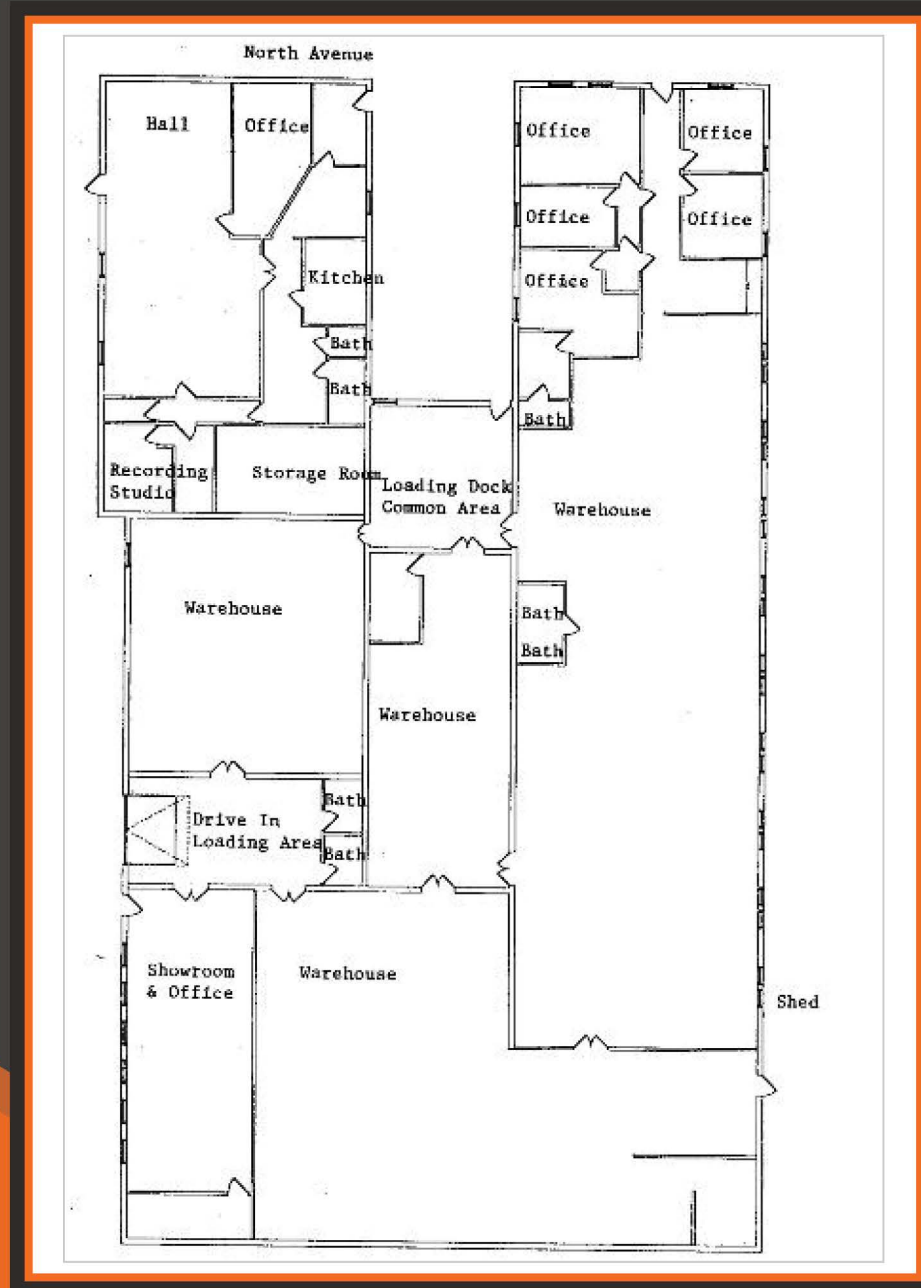 North Avenue
Hall
Office
Office
Office
Office
Office
Kitchen
Office
Bath
Bath
Bath
Recording
Studio
Storage Room
Loading Dock
Common Area
Warehouse
Warehouse
Bath
Bath
Warehouse
Drive In
Loading Area
Bath
Bath
Showroom
& Office
Warehouse
Shed